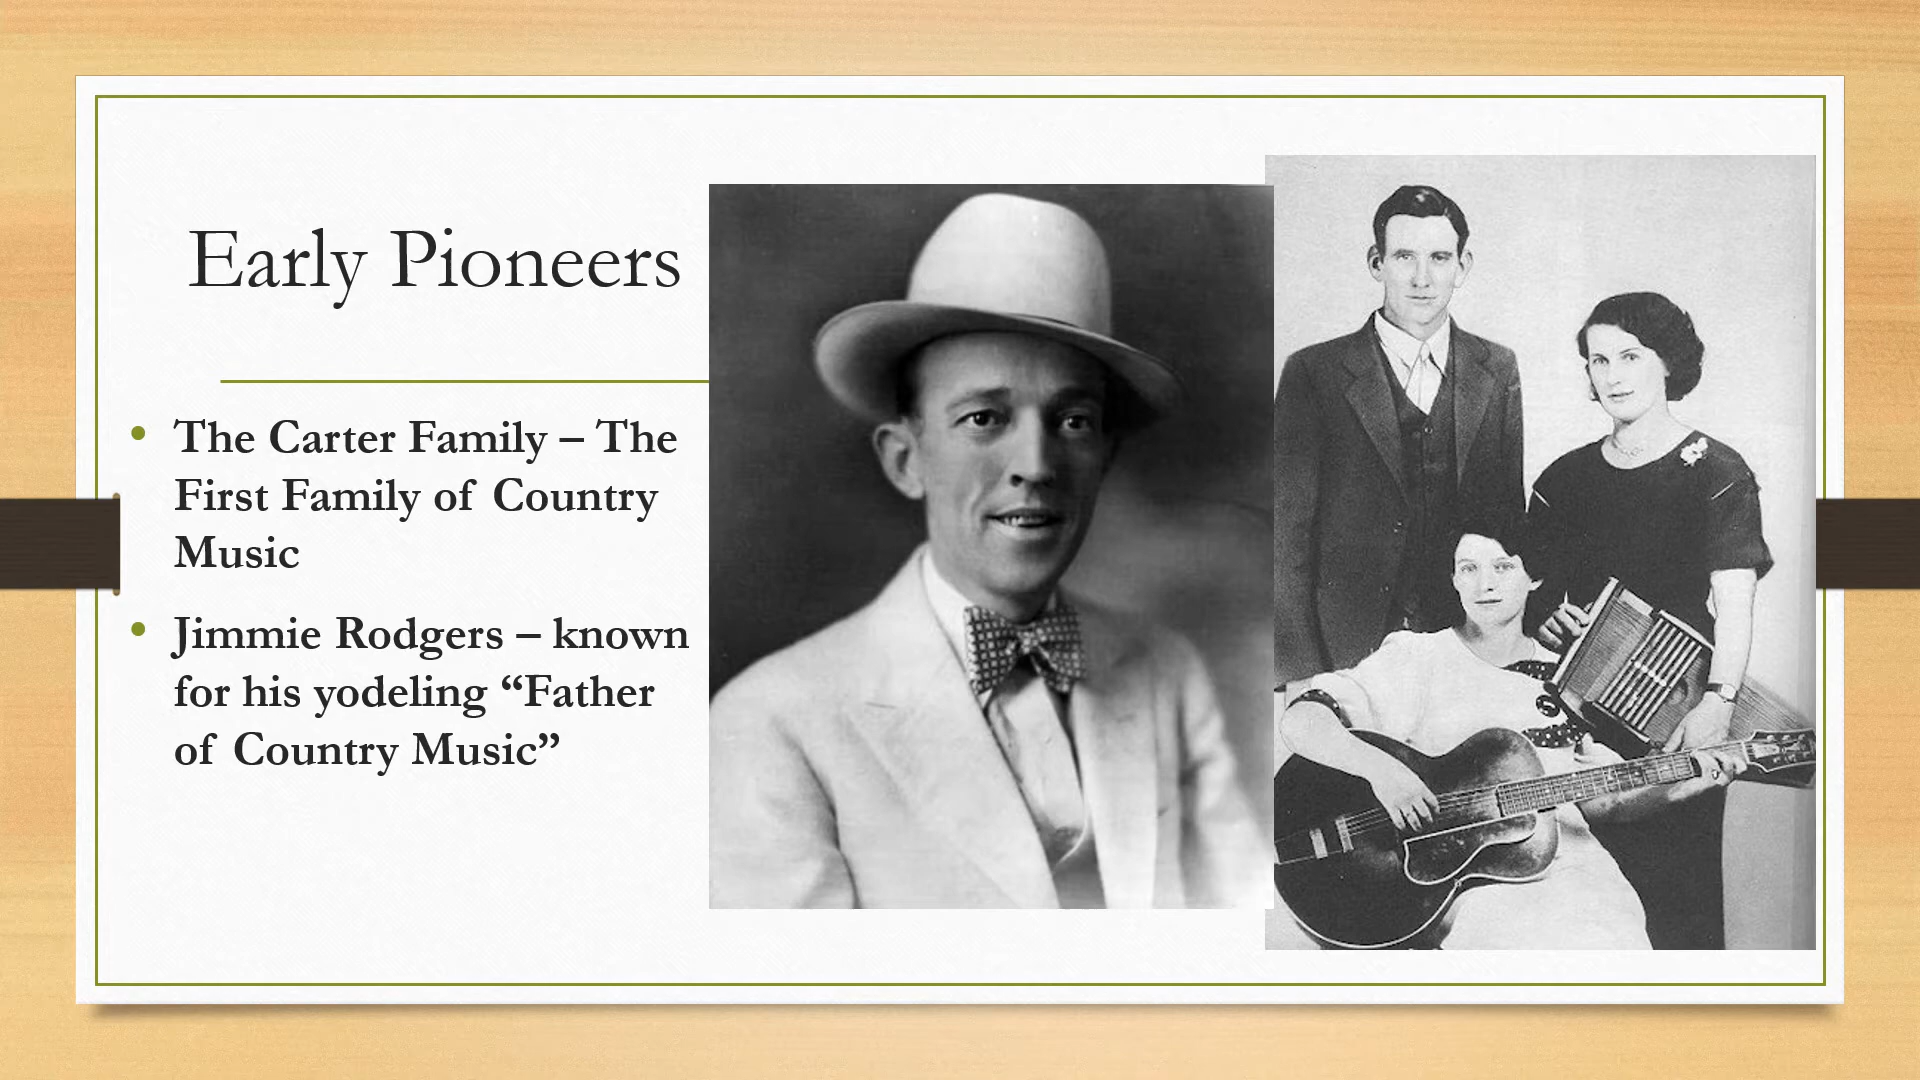 Early Pioneers
• The Carter Family – The
First Family of Country
Music
• Jimmie Rodgers – known
for his yodeling “Father
of Country Music”